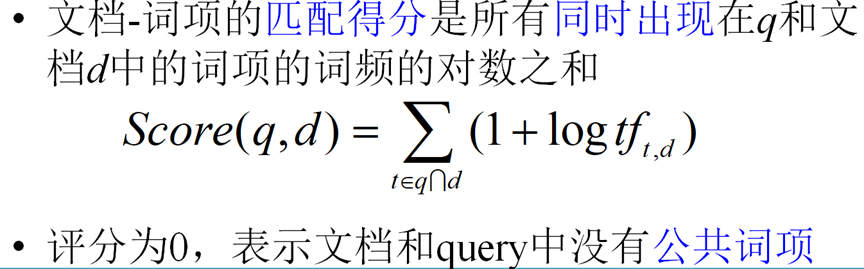 • 文档-词项的匹配得分是所有同时出现在q和文
档d中的词项的词频的对数之和
Score(q,d) = ∑_{t∈q⋂d} (1 + log tf_{t,d})
• 评分为0，表示文档和query中没有公共词项